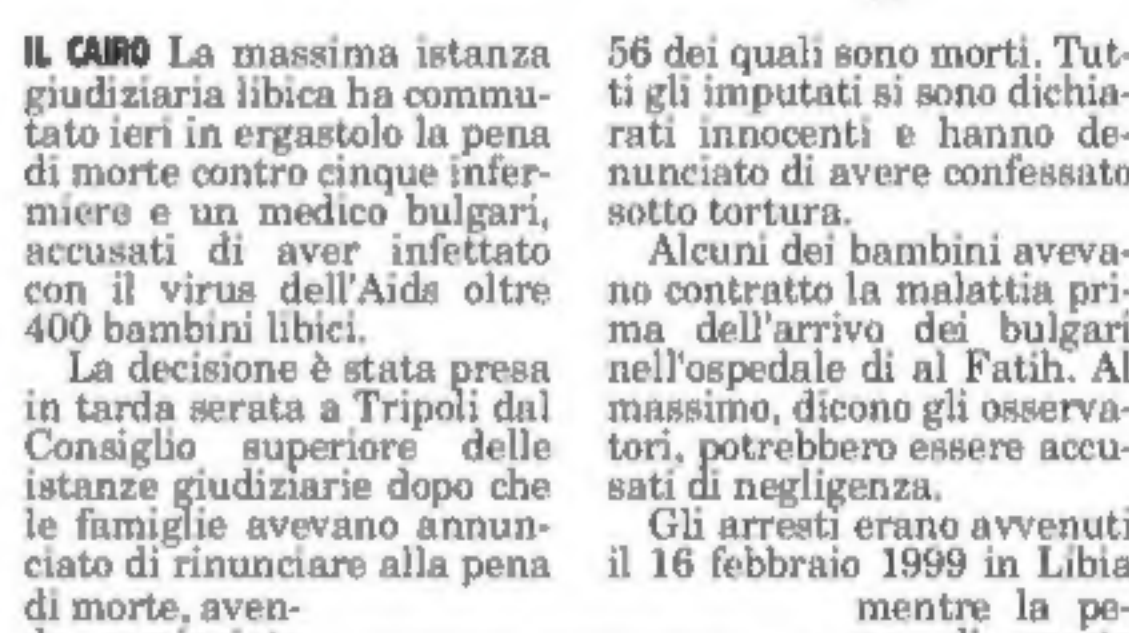 IL CAIRO La massima istanza
giudiziaria libica ha commu-
tato ieri in ergastolo la pena
di morte contro cinque infer-
miere e un medico bulgari,
accusati di aver infettato
con il virus dell'Aids oltre
400 bambini libici.
La decisione è stata presa
in tarda serata a Tripoli dal
Consiglio superiore delle
istanze giudiziarie dopo che
le famiglie avevano annun-
ciato di rinunciare alla pena
di morte, aven-
56 dei quali sono morti. Tut-
ti gli imputati si sono dichia-
rati innocenti e hanno de-
nunciato di avere confessato
sotto tortura.
Alcuni dei bambini aveva-
no contratto la malattia pri-
ma dell'arrivo dei bulgari
nell'ospedale di al Fatih. Al
massimo, dicono gli osserva-
tori, potrebbero essere accu-
sati di negligenza.
Gli arresti erano avvenuti
il 16 febbraio 1999 in Libia
mentre la pe-